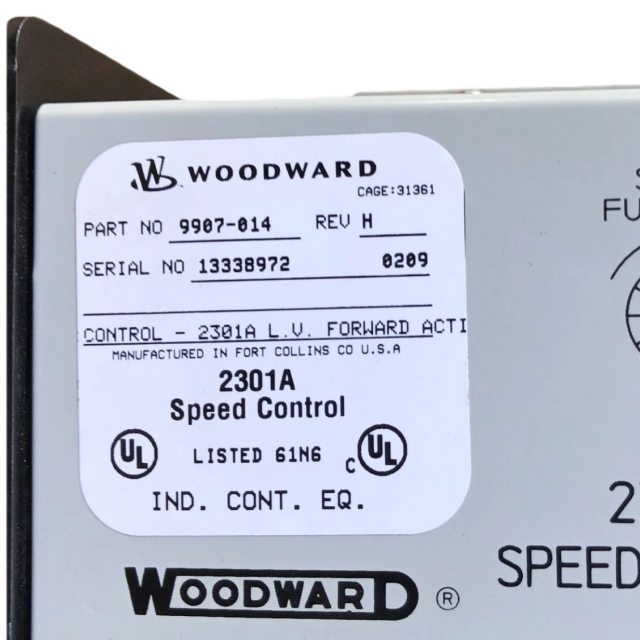 WOODWARD
CAGE:31361
PART NO 9907-014 REV H
SERIAL NO 13338972 0209
CONTROL - 2301A L.V. FORWARD ACTI
MANUFACTURED IN FORT COLLINS CO U.S.A
2301A
Speed Control
UL LISTED 61N6 C UL
IND. CONT. EQ.
WOODWARD ®
FU
SPEED